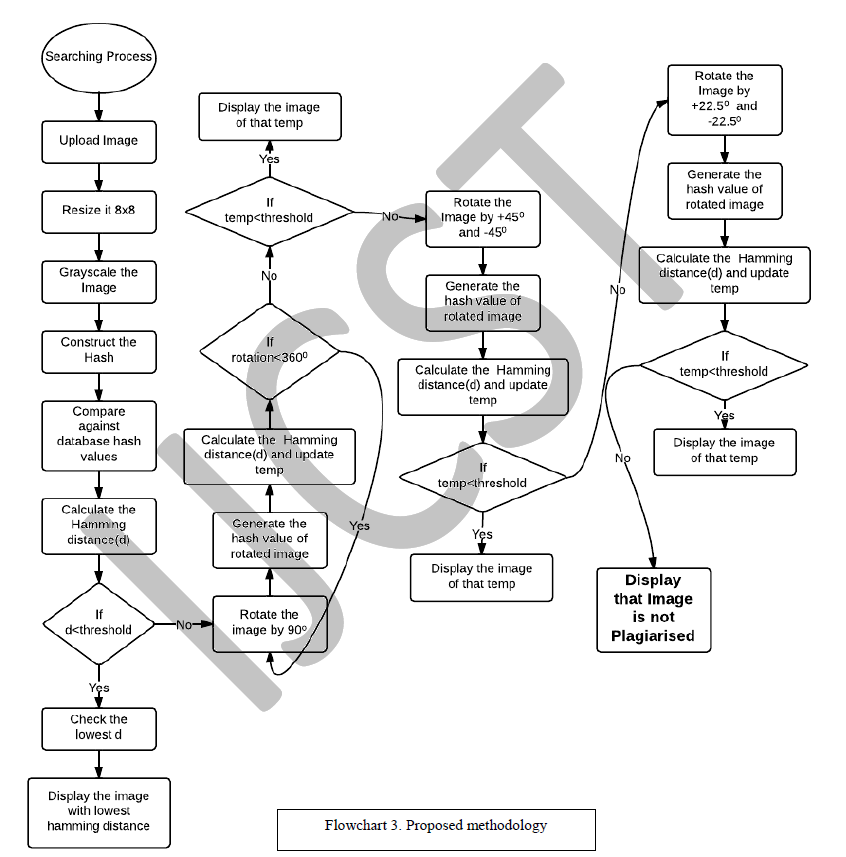 Searching Process
Upload Image
Resize it 8x8
Grayscale the
Image
Construct the
Hash
Compare
against
database hash
values
Calculate the
Hamming
distance(d)
If
d<threshold
No
Yes
Check the
lowest d
Display the image
with lowest
hamming distance
Rotate the
image by 90º
Generate the
hash value of
rotated image
Calculate the Hamming
distance(d) and update
temp
If
rotation<360º
Yes
No
If
temp<threshold
Yes
Display the image
of that temp
No
Rotate the
Image by +45º
and -45º
Generate the
hash value of
rotated image
Calculate the Hamming
distance(d) and update
temp
If
temp<threshold
Yes
Display the image
of that temp
No
Rotate the
Image by
+22.5º and
-22.5º
Generate the
hash value of
rotated image
Calculate the Hamming
distance(d) and update
temp
If
temp<threshold
Yes
Display the image
of that temp
No
Display
that Image
is not
Plagiarised
Flowchart 3. Proposed methodology
IJCST